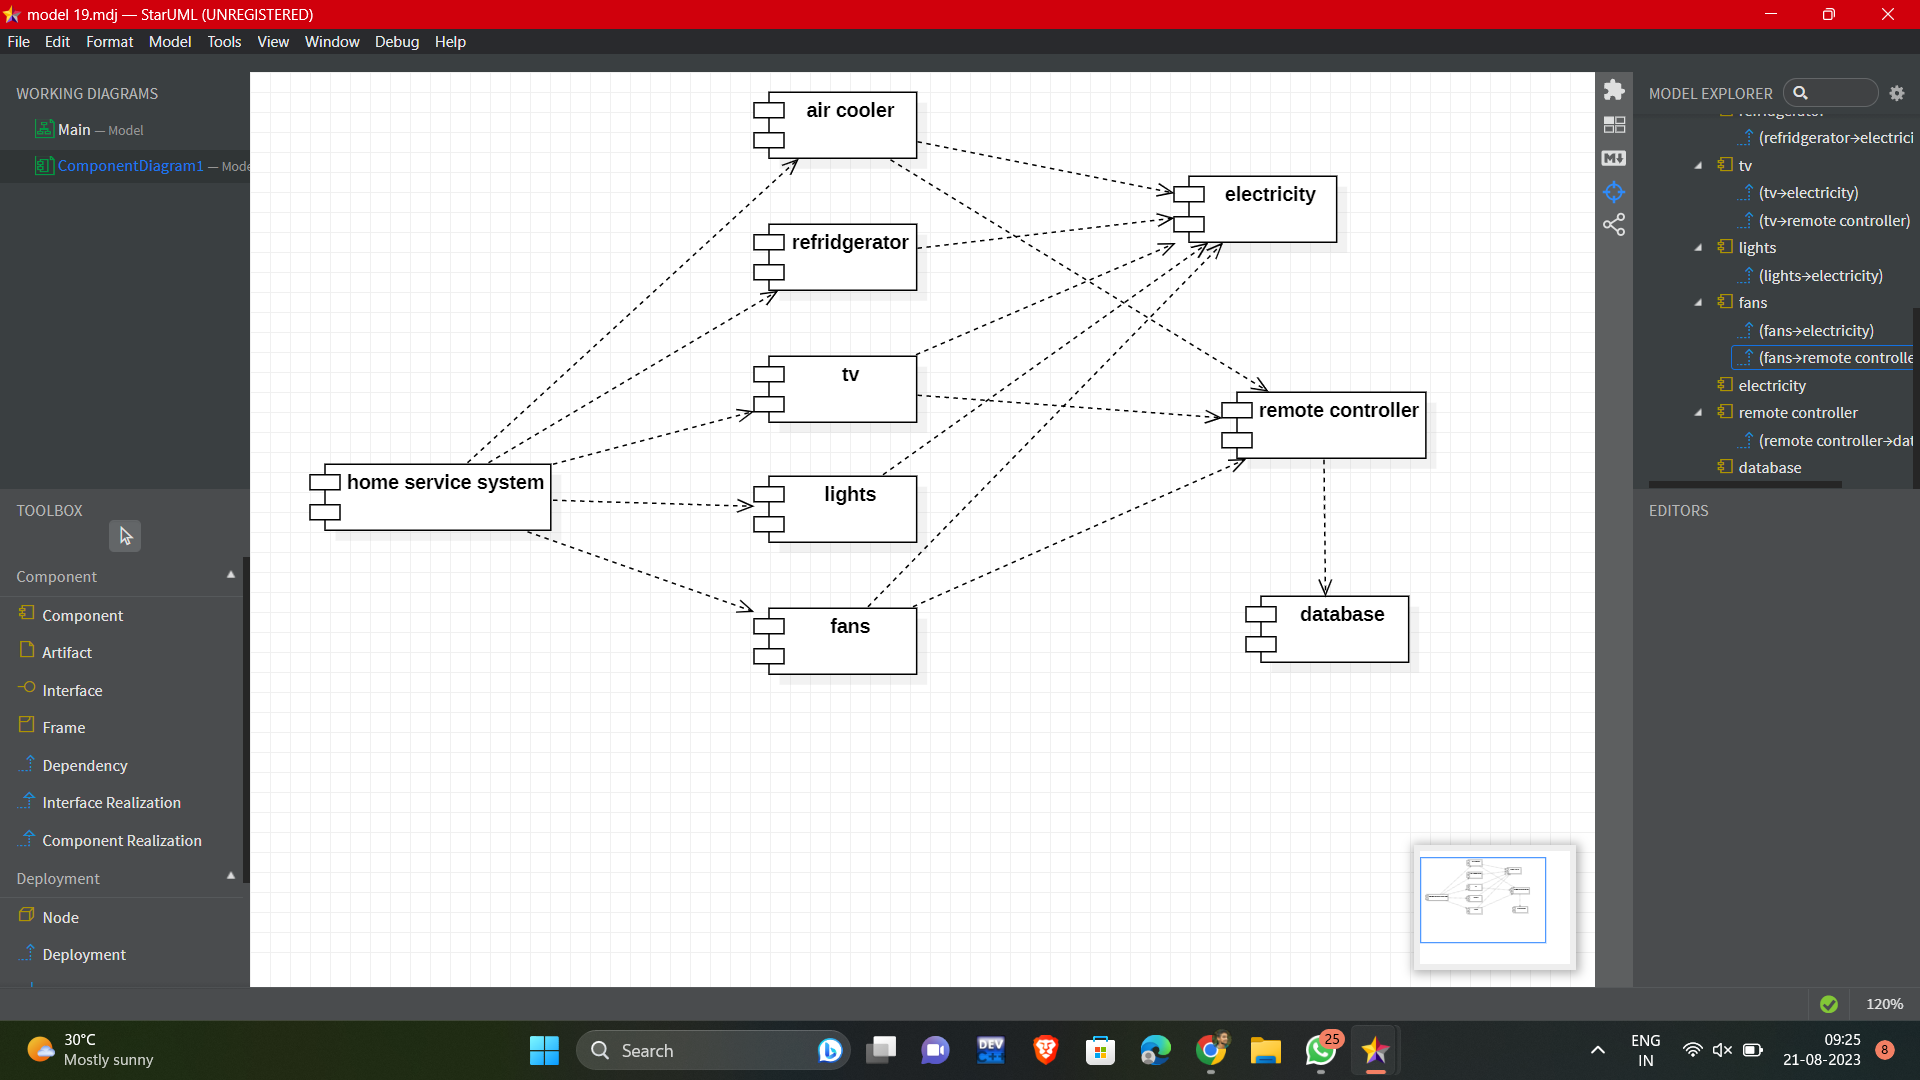 model 19.mdj — StarUML (UNREGISTERED)
File Edit Format Model Tools View Window Debug Help
WORKING DIAGRAMS
Main — Model
ComponentDiagram1 — Mode
TOOLBOX
Component
Component
Artifact
Interface
Frame
Dependency
Interface Realization
Component Realization
Deployment
Node
Deployment
air cooler
electricity
refridgerator
tv
remote controller
home service system
lights
database
fans
MODEL EXPLORER
refridgerator
(refridgerator→electrici
tv
(tv→electricity)
(tv→remote controller)
lights
(lights→electricity)
fans
(fans→electricity)
(fans→remote controlle
electricity
remote controller
(remote controller→dat
database
EDITORS
120%
30°C
Mostly sunny
Search
DEV
C++
25
ENG
IN
09:25
21-08-2023
8